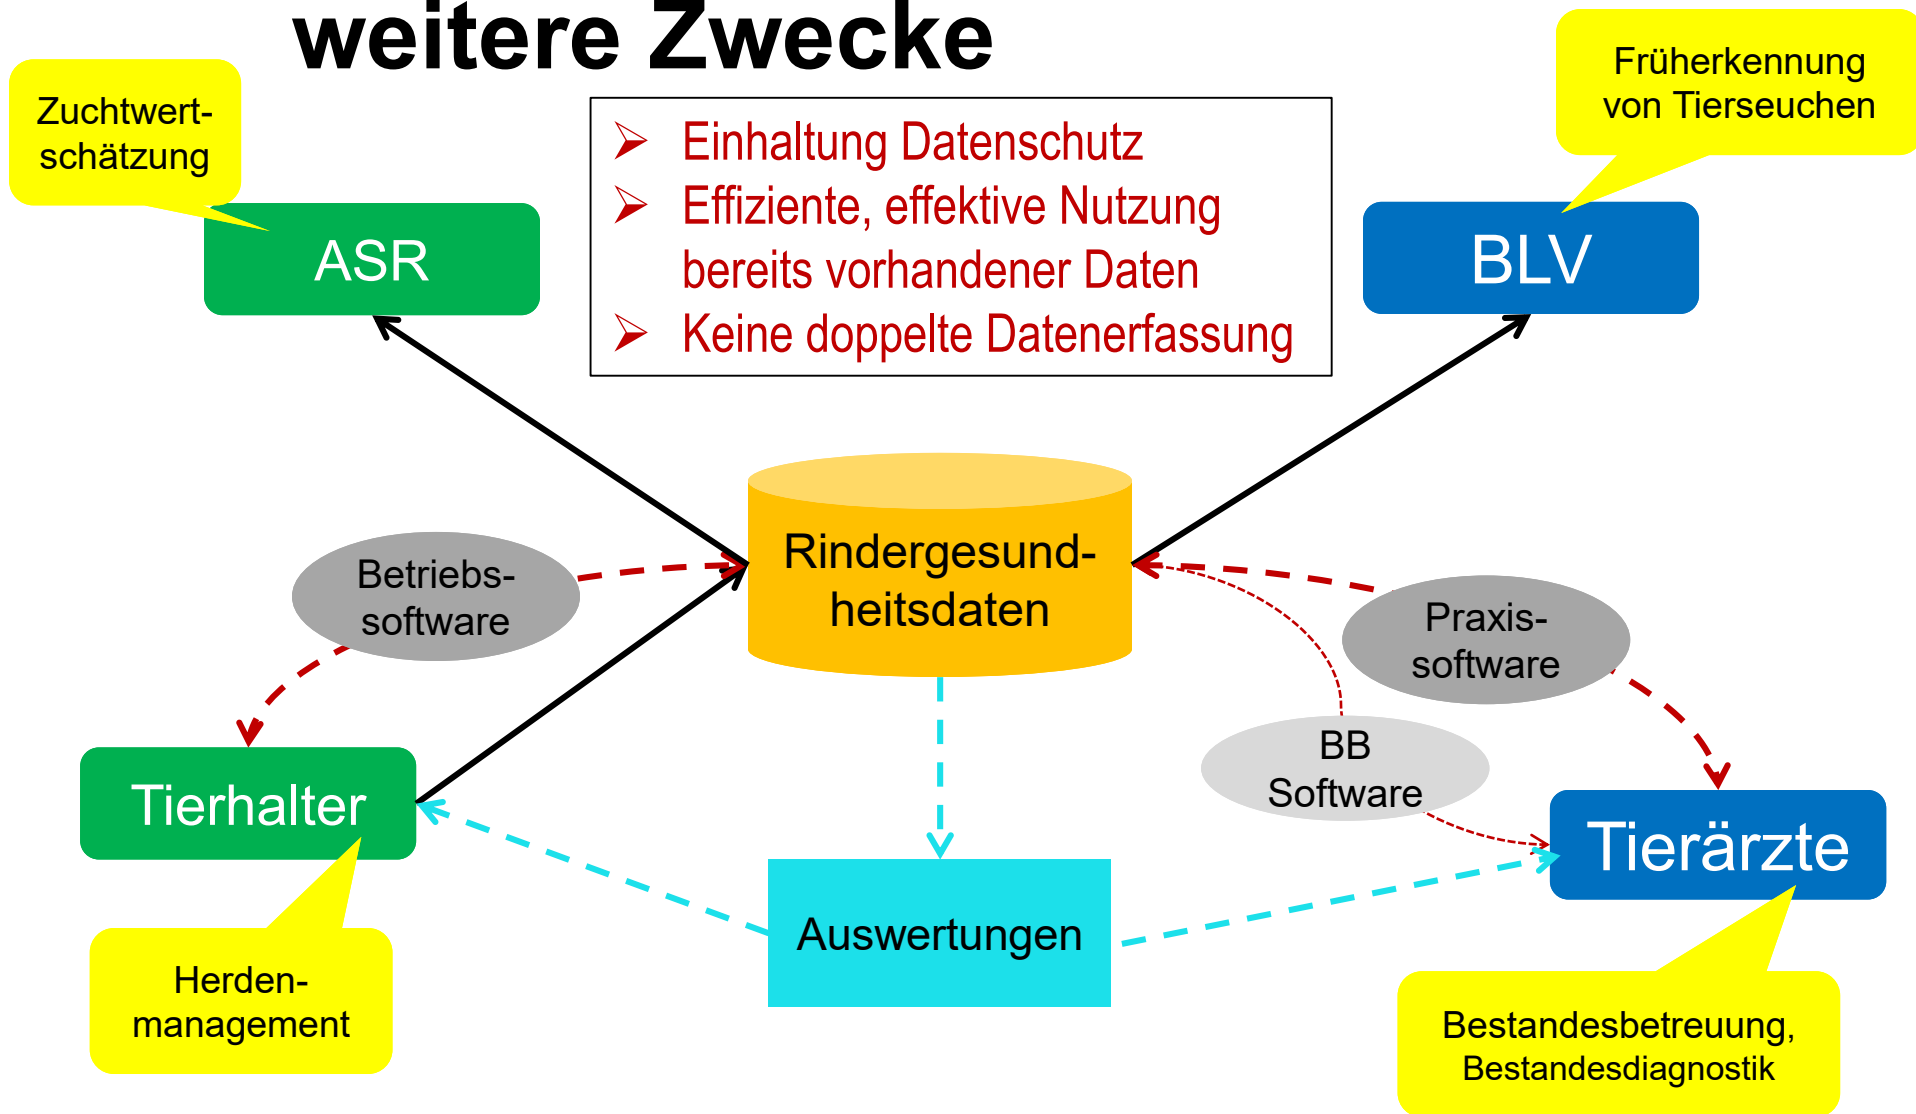 weitere Zwecke
Zuchtwert-
schätzung
Früherkennung
von Tierseuchen
➢ Einhaltung Datenschutz
➢ Effiziente, effektive Nutzung
bereits vorhandener Daten
➢ Keine doppelte Datenerfassung
ASR
BLV
Rindergesund-
heitsdaten
Betriebs-
software
Praxis-
software
BB
Software
Tierhalter
Tierärzte
Auswertungen
Herden-
management
Bestandesbetreuung,
Bestandesdiagnostik